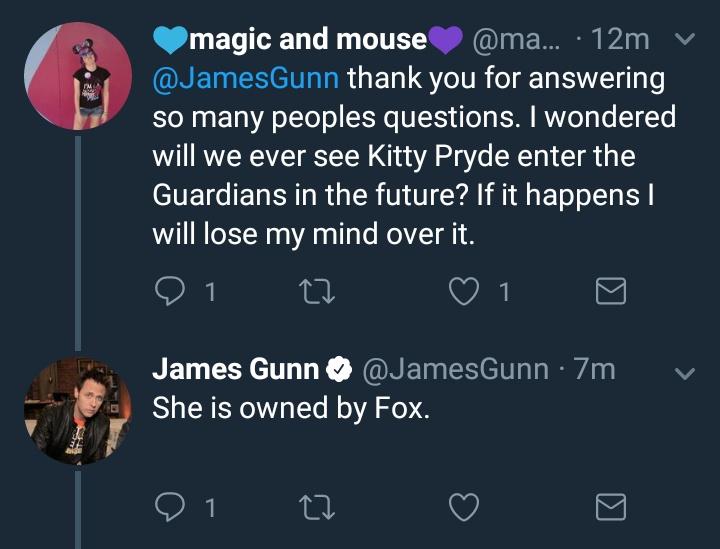 💙magic and mouse💜 @ma... · 12m
@JamesGunn thank you for answering
so many peoples questions. I wondered
will we ever see Kitty Pryde enter the
Guardians in the future? If it happens I
will lose my mind over it.
1 1
James Gunn @JamesGunn · 7m
She is owned by Fox.
1